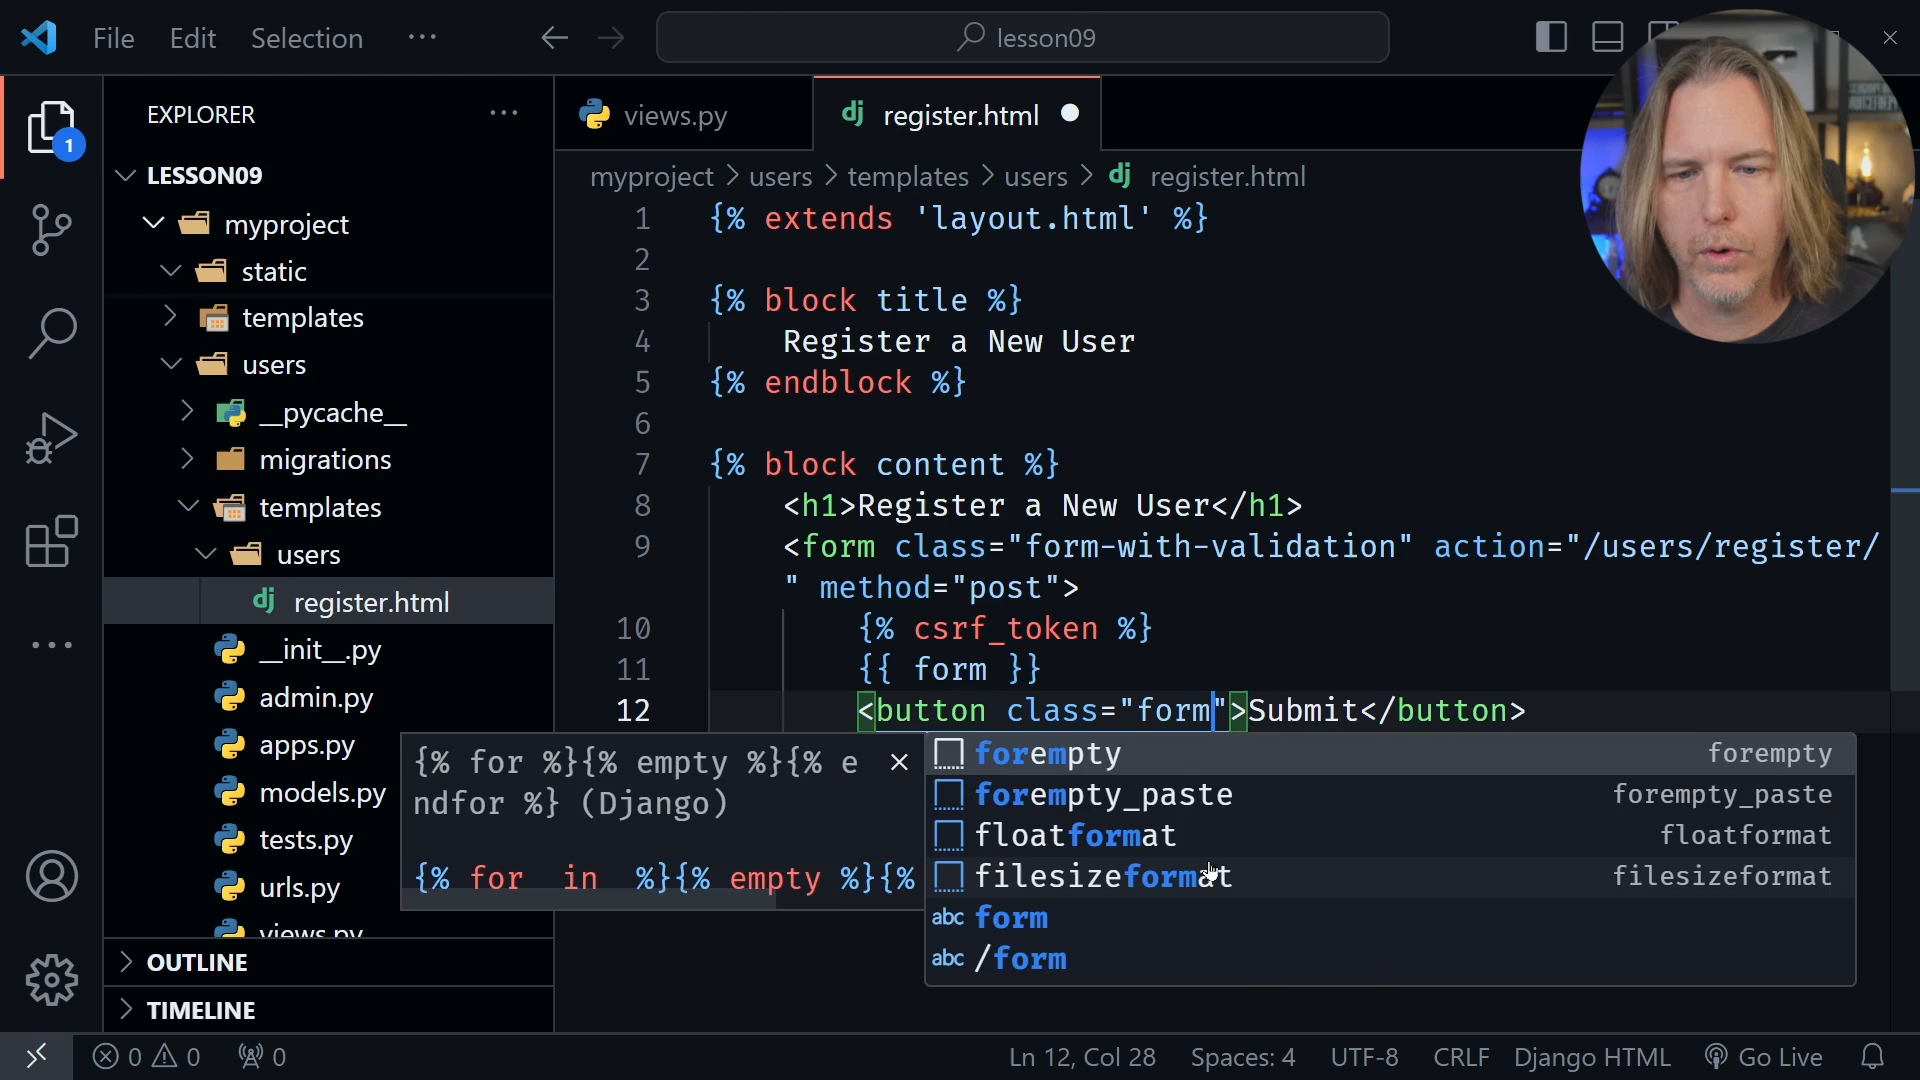 File Edit Selection ···
lesson09
EXPLORER ···
1
LESSON09
myproject
static
templates
users
__pycache__
migrations
templates
users
dj register.html
__init__.py
admin.py
apps.py
models.py
tests.py
urls.py
views.py
OUTLINE
TIMELINE
views.py
dj register.html
myproject > users > templates > users > dj register.html
1 {% extends 'layout.html' %}
2
3 {% block title %}
4 Register a New User
5 {% endblock %}
6
7 {% block content %}
8 <h1>Register a New User</h1>
9 <form class="form-with-validation" action="/users/register/
" method="post">
10 {% csrf_token %}
11 {{ form }}
12 <button class="form">Submit</button>
{% for %}{% empty %}{% e
ndfor %} (Django)
{% for in %}{% empty %}{%
forempty forempty
forempty_paste forempty_paste
floatformat floatformat
filesizeformat filesizeformat
abc form
abc /form
0 0 0 Ln 12, Col 28 Spaces: 4 UTF-8 CRLF Django HTML Go Live